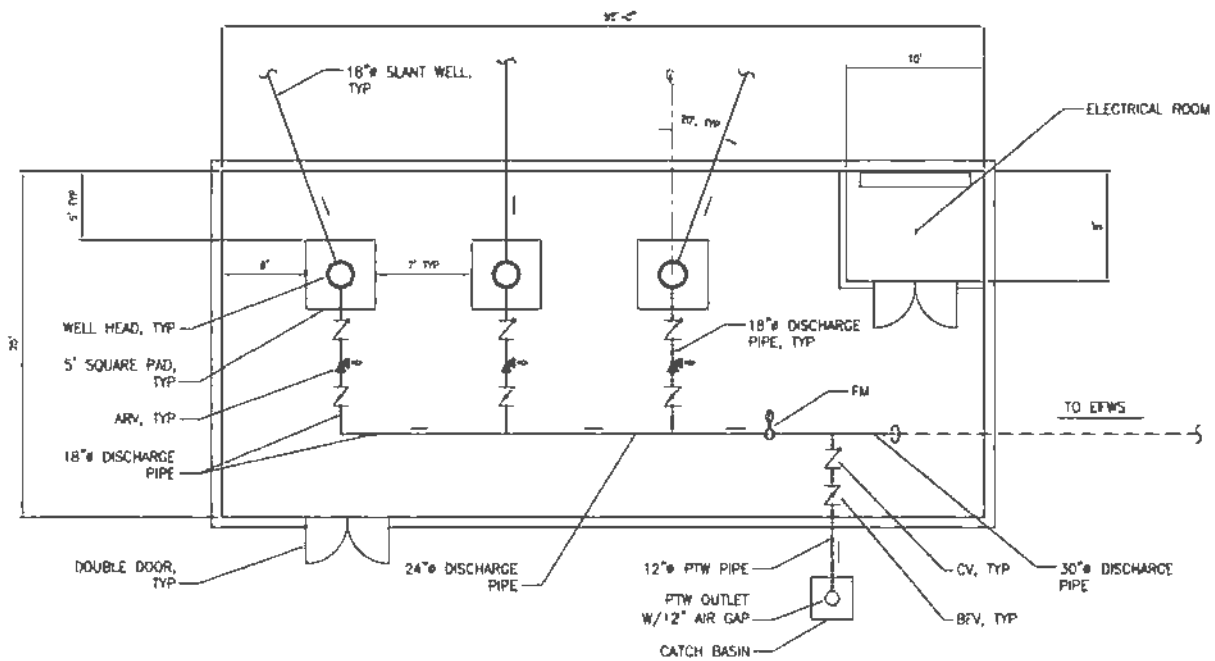 18"ø SLANT WELL,
TYP
10'
20', TYP
ELECTRICAL ROOM
5' TYP
7' TYP
WELL HEAD, TYP
5' SQUARE PAD,
TYP
ARV, TYP
18"ø DISCHARGE
PIPE
18"ø DISCHARGE
PIPE, TYP
FM
TO EFWS
DOUBLE DOOR,
TYP
24"ø DISCHARGE
PIPE
12"ø PTW PIPE
PTW OUTLET
W/12" AIR GAP
CATCH BASIN
CV, TYP
BFV, TYP
30"ø DISCHARGE
PIPE